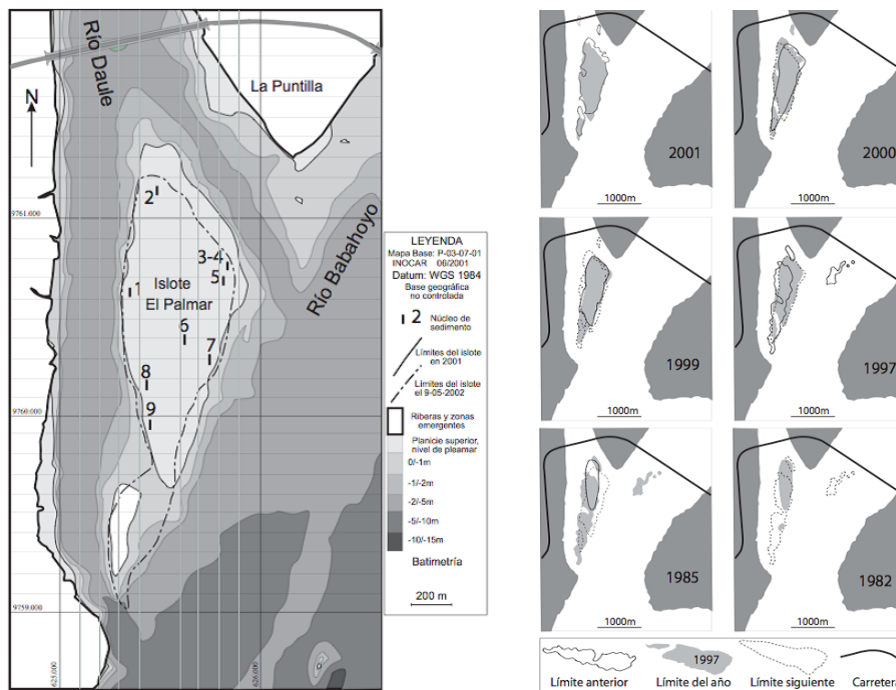 Río Daule
La Puntilla
N
2
9761.000
3-4
5
Islote
El Palmar
1
Río Babahoyo
6
7
8
9760.000
9
9759.000
625.000
626.000
LEYENDA
Mapa Base: P-03-07-01
INOCAR 06/2001
Datum: WGS 1984
Base geográfica
no controlada
2 Núcleo de
sedimento
Límites del islote
en 2001
Límites del islote
el 9-05-2002
Riberas y zonas
emergentes
Planicie superior,
nivel de pleamar
0/-1m
-1/-2m
-2/-5m
-5/-10m
-10/-15m
Batimetría
200 m
2001
1000m
2000
1000m
1999
1000m
1997
1000m
1985
1000m
1982
1000m
1997
Límite anterior
Límite del año
Límite siguiente
Carretera